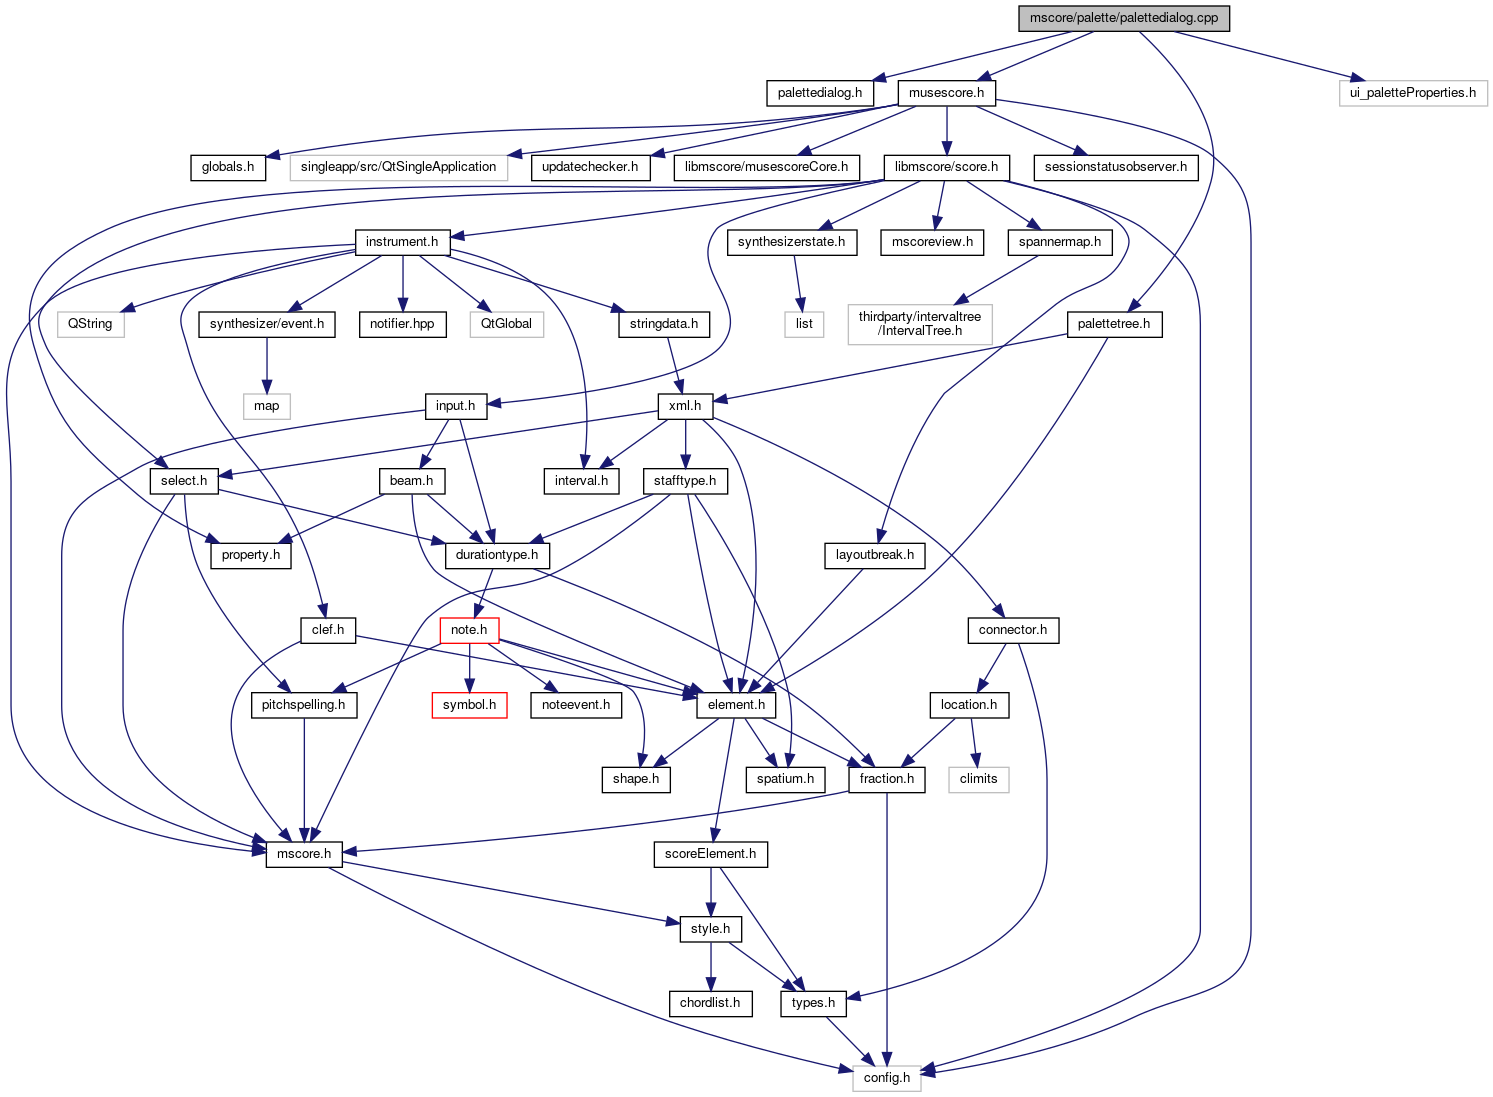 mscore/palette/palettedialog.cpp
palettedialog.h
musescore.h
ui_paletteProperties.h
globals.h
singleapp/src/QtSingleApplication
updatechecker.h
libmscore/musescoreCore.h
libmscore/score.h
sessionstatusobserver.h
instrument.h
synthesizerstate.h
mscoreview.h
spannermap.h
QString
synthesizer/event.h
notifier.hpp
QtGlobal
stringdata.h
list
thirdparty/intervaltree
/IntervalTree.h
palettetree.h
map
input.h
xml.h
select.h
beam.h
interval.h
stafftype.h
property.h
durationtype.h
layoutbreak.h
clef.h
note.h
connector.h
pitchspelling.h
symbol.h
noteevent.h
element.h
location.h
shape.h
spatium.h
fraction.h
climits
mscore.h
scoreElement.h
style.h
chordlist.h
types.h
config.h